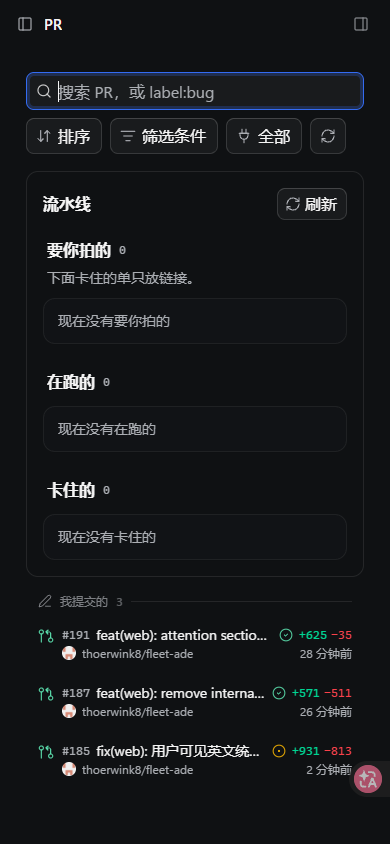 PR
搜索 PR，或 label:bug
排序 筛选条件 全部
流水线 刷新
要你拍的 0
下面卡住的单只放链接。
现在没有要你拍的
在跑的 0
现在没有在跑的
卡住的 0
现在没有卡住的
我提交的 3
#191 feat(web): attention sectio... +625 −35
thoerwink8/fleet-ade 28 分钟前
#187 feat(web): remove interna... +571 −511
thoerwink8/fleet-ade 26 分钟前
#185 fix(web): 用户可见英文统... +931 −813
thoerwink8/fleet-ade 2 分钟前